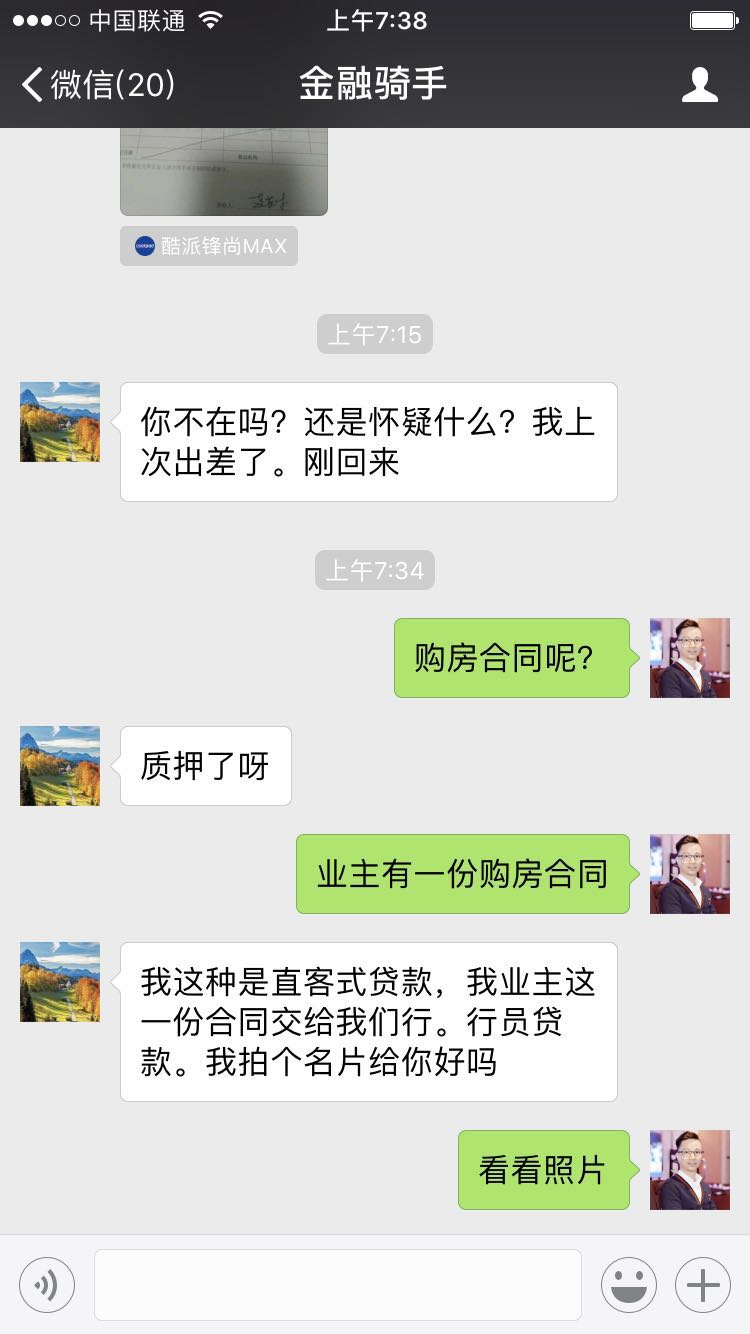 中国联通
上午7:38
微信(20)
金融骑手
酷派锋尚MAX
上午7:15
你不在吗？还是怀疑什么？我上
次出差了。刚回来
上午7:34
购房合同呢？
质押了呀
业主有一份购房合同
我这种是直客式贷款，我业主这
一份合同交给我们行。行员贷
款。我拍个名片给你好吗
看看照片